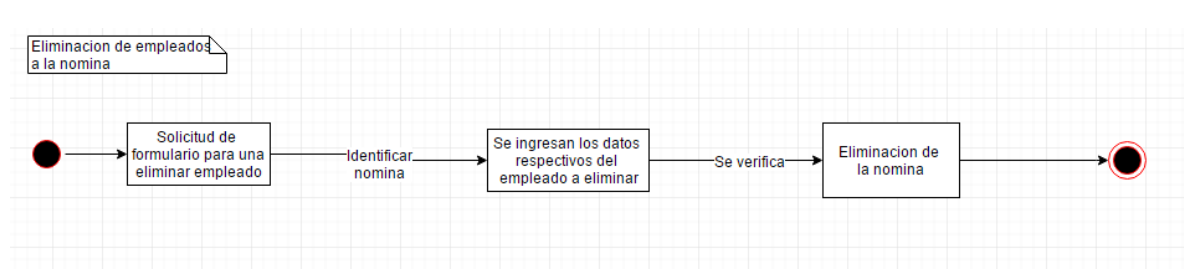 Eliminacion de empleados
a la nomina
Solicitud de
formulario para una
eliminar empleado
Identificar
nomina
Se ingresan los datos
respectivos del
empleado a eliminar
Se verifica
Eliminacion de
la nomina